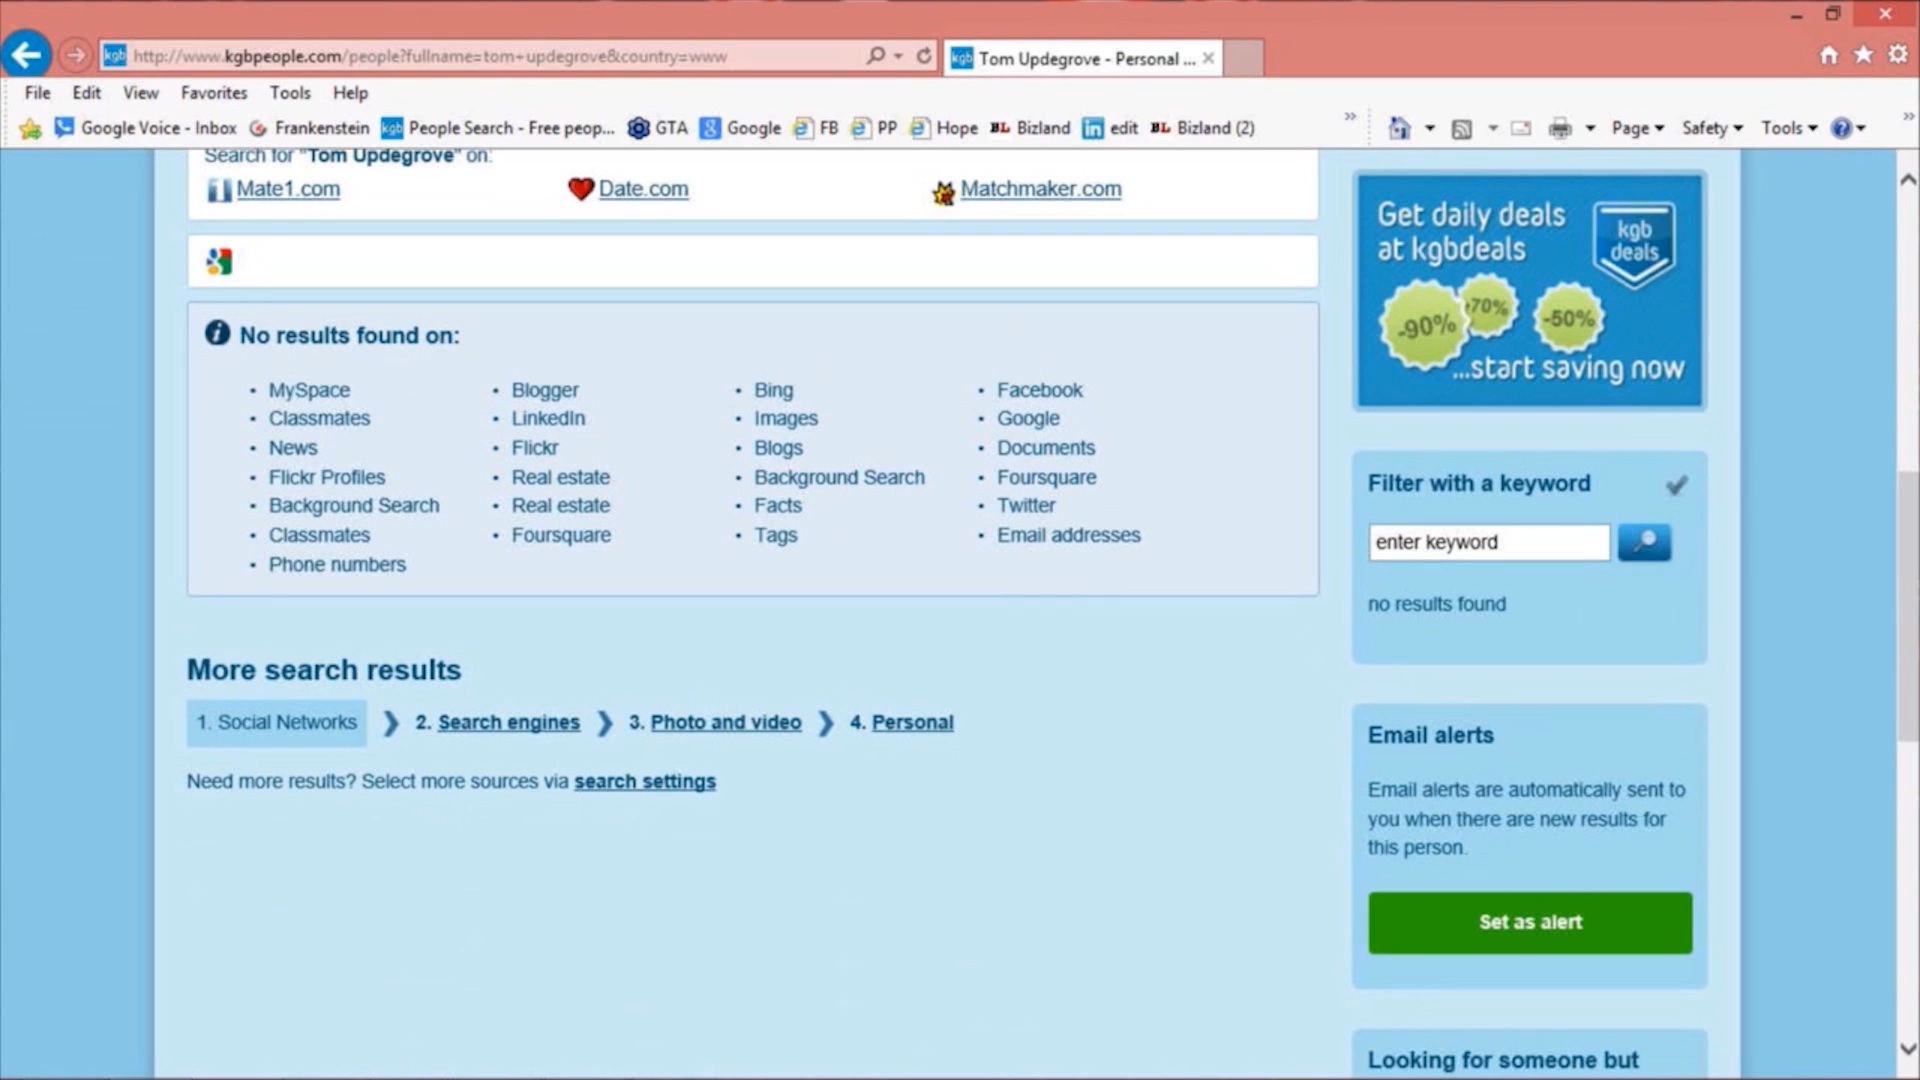 http://www.kgbpeople.com/people?fullname=tom+updegrove&country=www
kgb Tom Updegrove - Personal ...
File Edit View Favorites Tools Help
Google Voice - Inbox Frankenstein kgb People Search - Free peop... GTA Google FB PP Hope BL Bizland in edit BL Bizland (2) Page Safety Tools
Search for "Tom Updegrove" on:
Mate1.com Date.com Matchmaker.com
No results found on:
MySpace Blogger Bing Facebook
Classmates LinkedIn Images Google
News Flickr Blogs Documents
Flickr Profiles Real estate Background Search Foursquare
Background Search Real estate Facts Twitter
Classmates Foursquare Tags Email addresses
Phone numbers
More search results
1. Social Networks 2. Search engines 3. Photo and video 4. Personal
Need more results? Select more sources via search settings
Get daily deals
at kgbdeals
kgb
deals
-90% -70% -50%
...start saving now
Filter with a keyword
enter keyword
no results found
Email alerts
Email alerts are automatically sent to
you when there are new results for
this person.
Set as alert
Looking for someone but